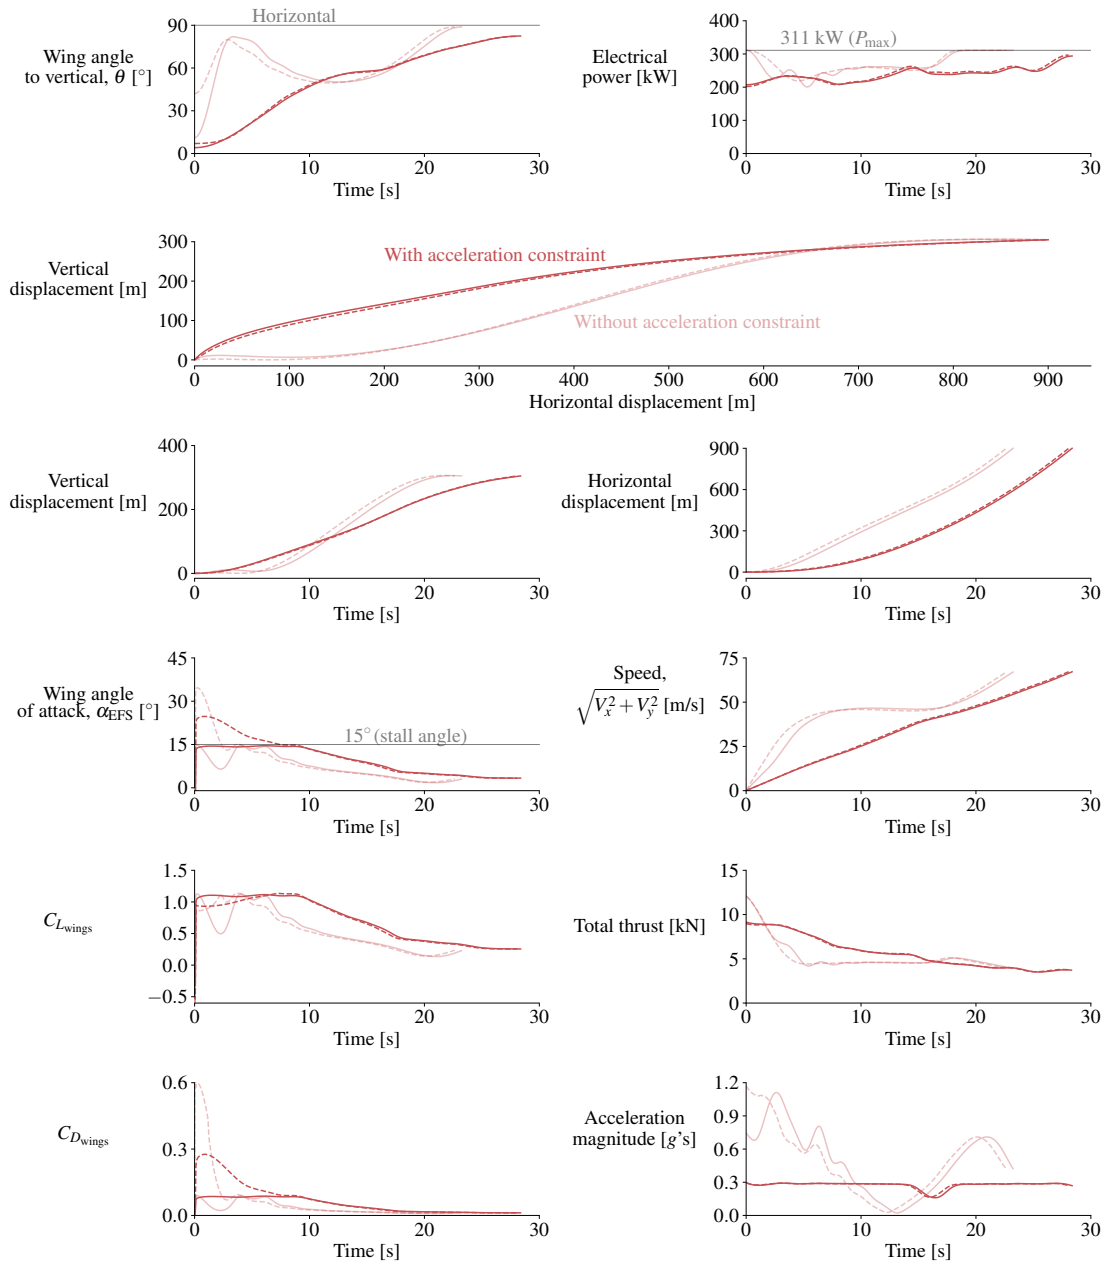 Wing angle
to vertical, θ [°]
90
60
30
0
Horizontal
0 10 20 30
Time [s]
Electrical
power [kW]
400
300
200
100
0
311 kW (Pmax)
0 10 20 30
Time [s]
Vertical
displacement [m]
300
200
100
0
With acceleration constraint
Without acceleration constraint
0 100 200 300 400 500 600 700 800 900
Horizontal displacement [m]
Vertical
displacement [m]
400
200
0
0 10 20 30
Time [s]
Horizontal
displacement [m]
900
600
300
0
0 10 20 30
Time [s]
Wing angle
of attack, αEFS [°]
45
30
15
0
15° (stall angle)
0 10 20 30
Time [s]
Speed,
√Vx² + Vy² [m/s]
75
50
25
0
0 10 20 30
Time [s]
CLwings
1.5
1.0
0.5
0.0
−0.5
0 10 20 30
Time [s]
Total thrust [kN]
15
10
5
0
0 10 20 30
Time [s]
CDwings
0.6
0.3
0.0
0 10 20 30
Time [s]
Acceleration
magnitude [g's]
1.2
0.9
0.6
0.3
0.0
0 10 20 30
Time [s]